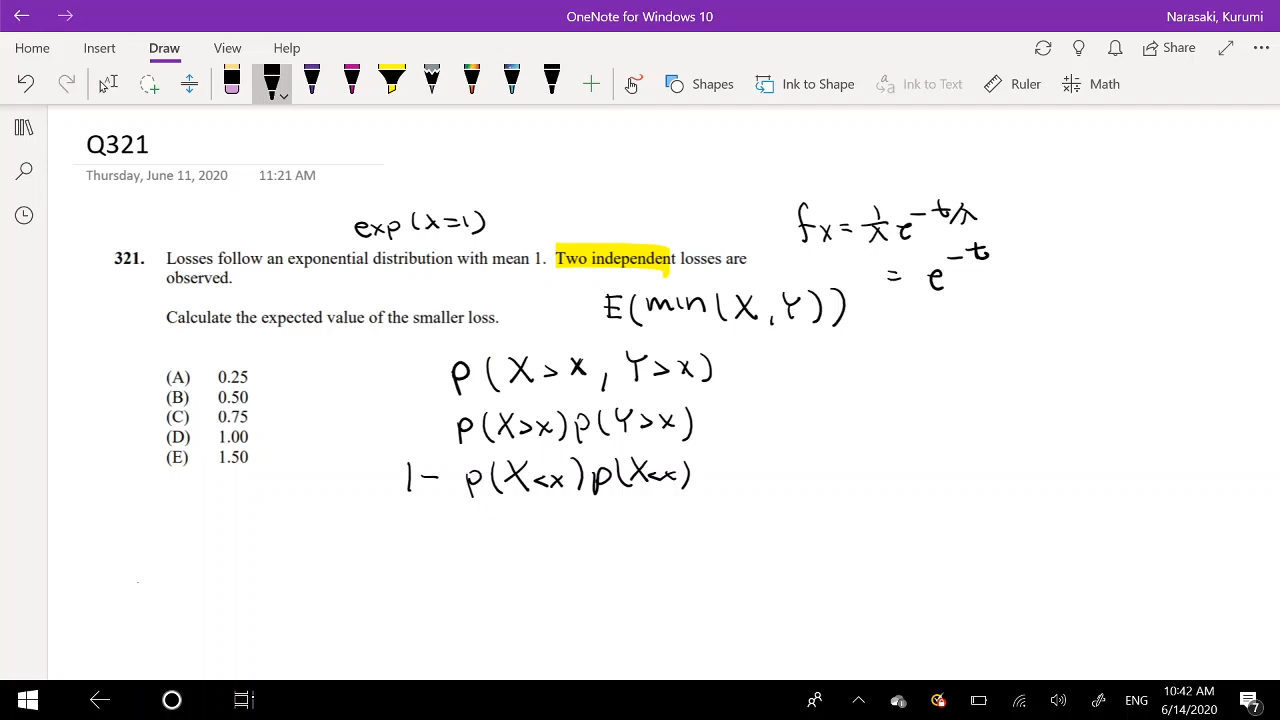 OneNote for Windows 10
Narasaki, Kurumi
Home Insert Draw View Help
Share
Shapes
Ink to Shape
Ink to Text
Ruler
Math
Q321
Thursday, June 11, 2020 11:21 AM
exp(λ=1)
fx = 1/λ e^-t/λ
= e^-t
321. Losses follow an exponential distribution with mean 1. Two independent losses are
observed.
E(min(X,Y))
Calculate the expected value of the smaller loss.
p(X>x, Y>x)
(A) 0.25
(B) 0.50
(C) 0.75
(D) 1.00
(E) 1.50
p(X>x)p(Y>x)
1- p(X<x)p(X<x)
ENG
10:42 AM
6/14/2020
7